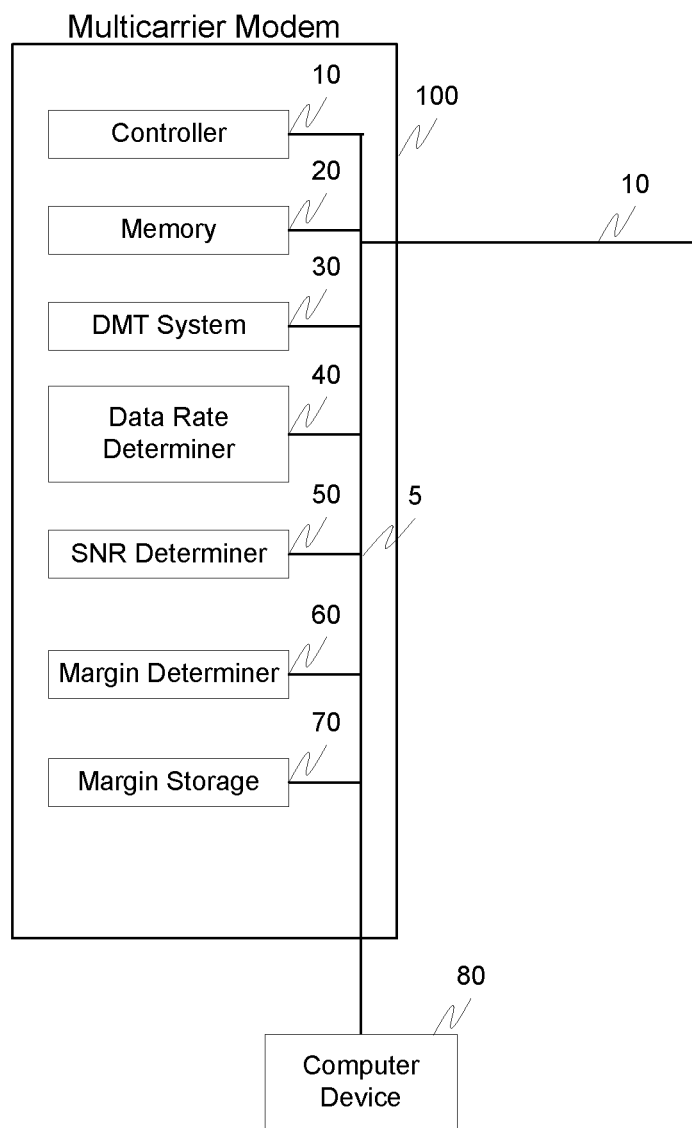 Multicarrier Modem
10
100
Controller
10
20
Memory
30
DMT System
40
Data Rate
Determiner
50
5
SNR Determiner
60
Margin Determiner
70
Margin Storage
80
Computer
Device